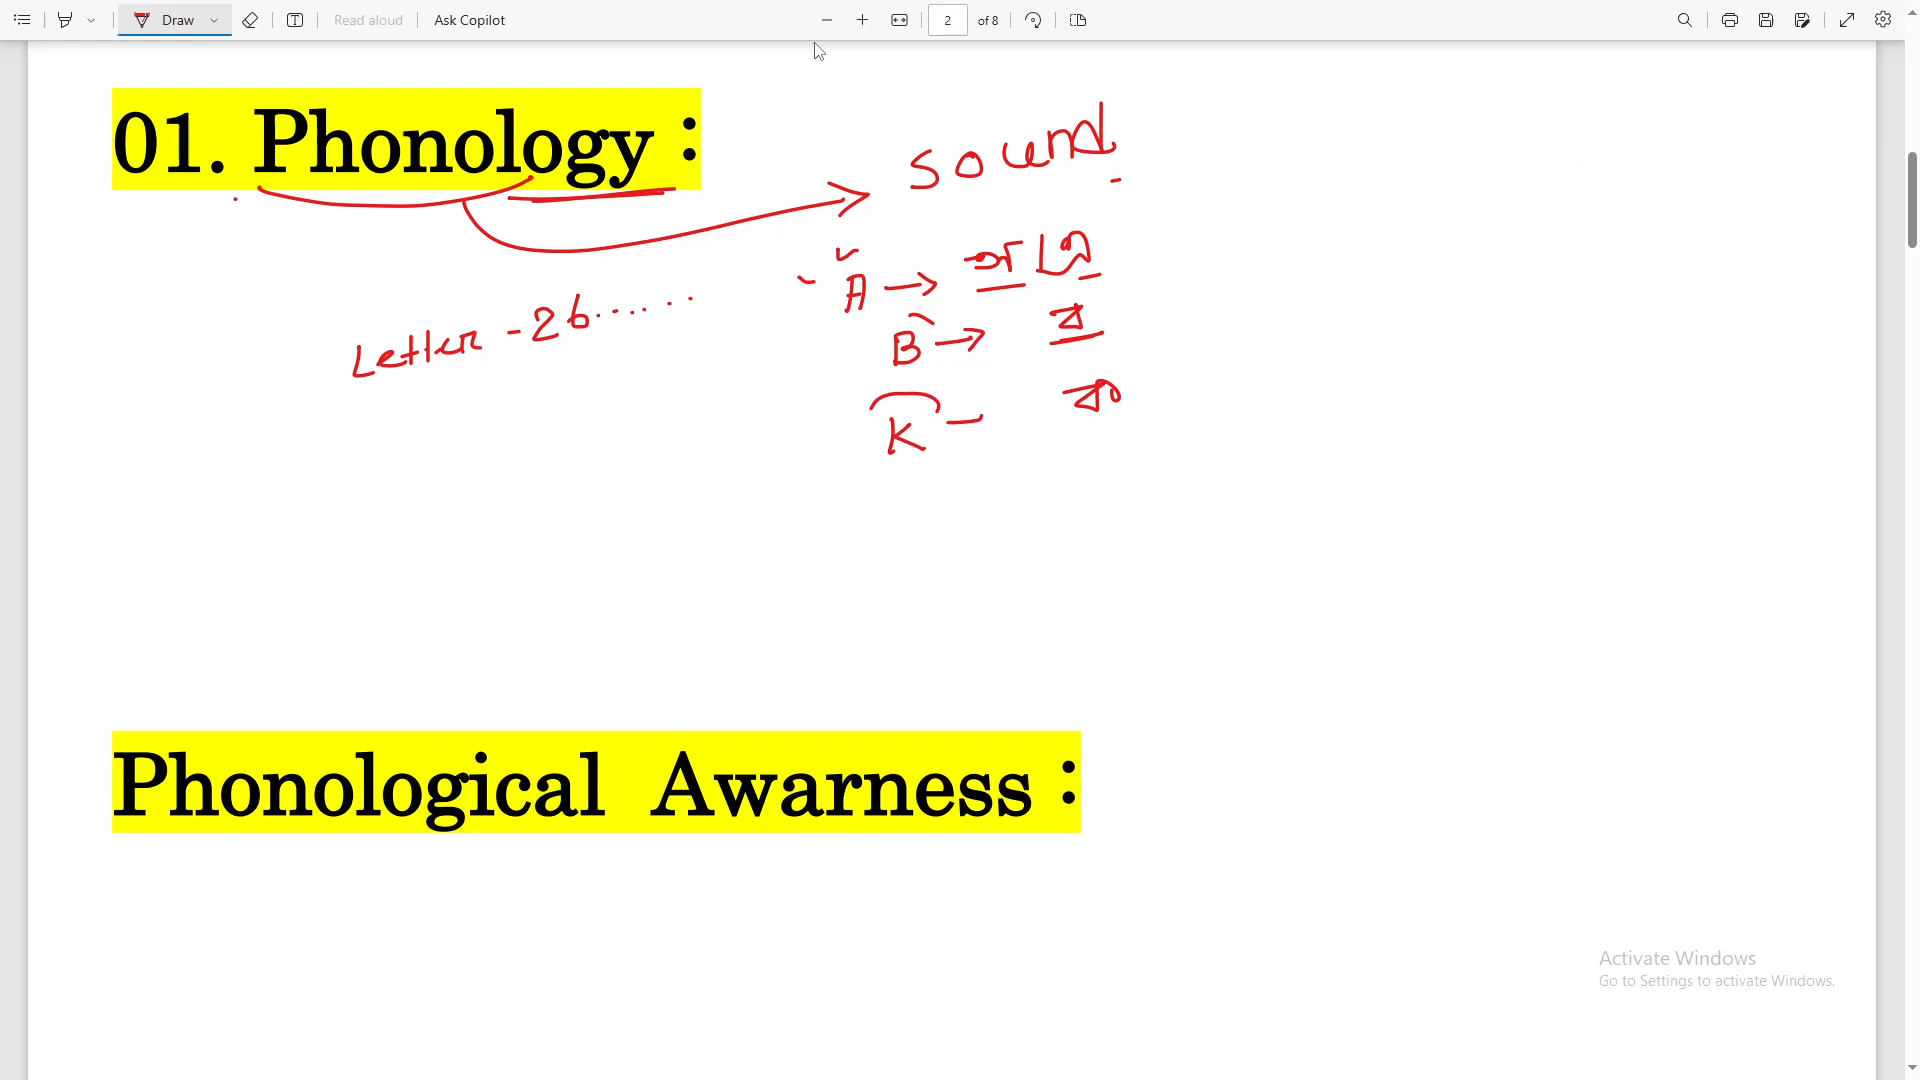 Draw
Read aloud
Ask Copilot
2 of 8
01. Phonology :
sound
A → আ / এ
B → ব
Letter - 26......
K - ক
Phonological Awarness :
Activate Windows
Go to Settings to activate Windows.